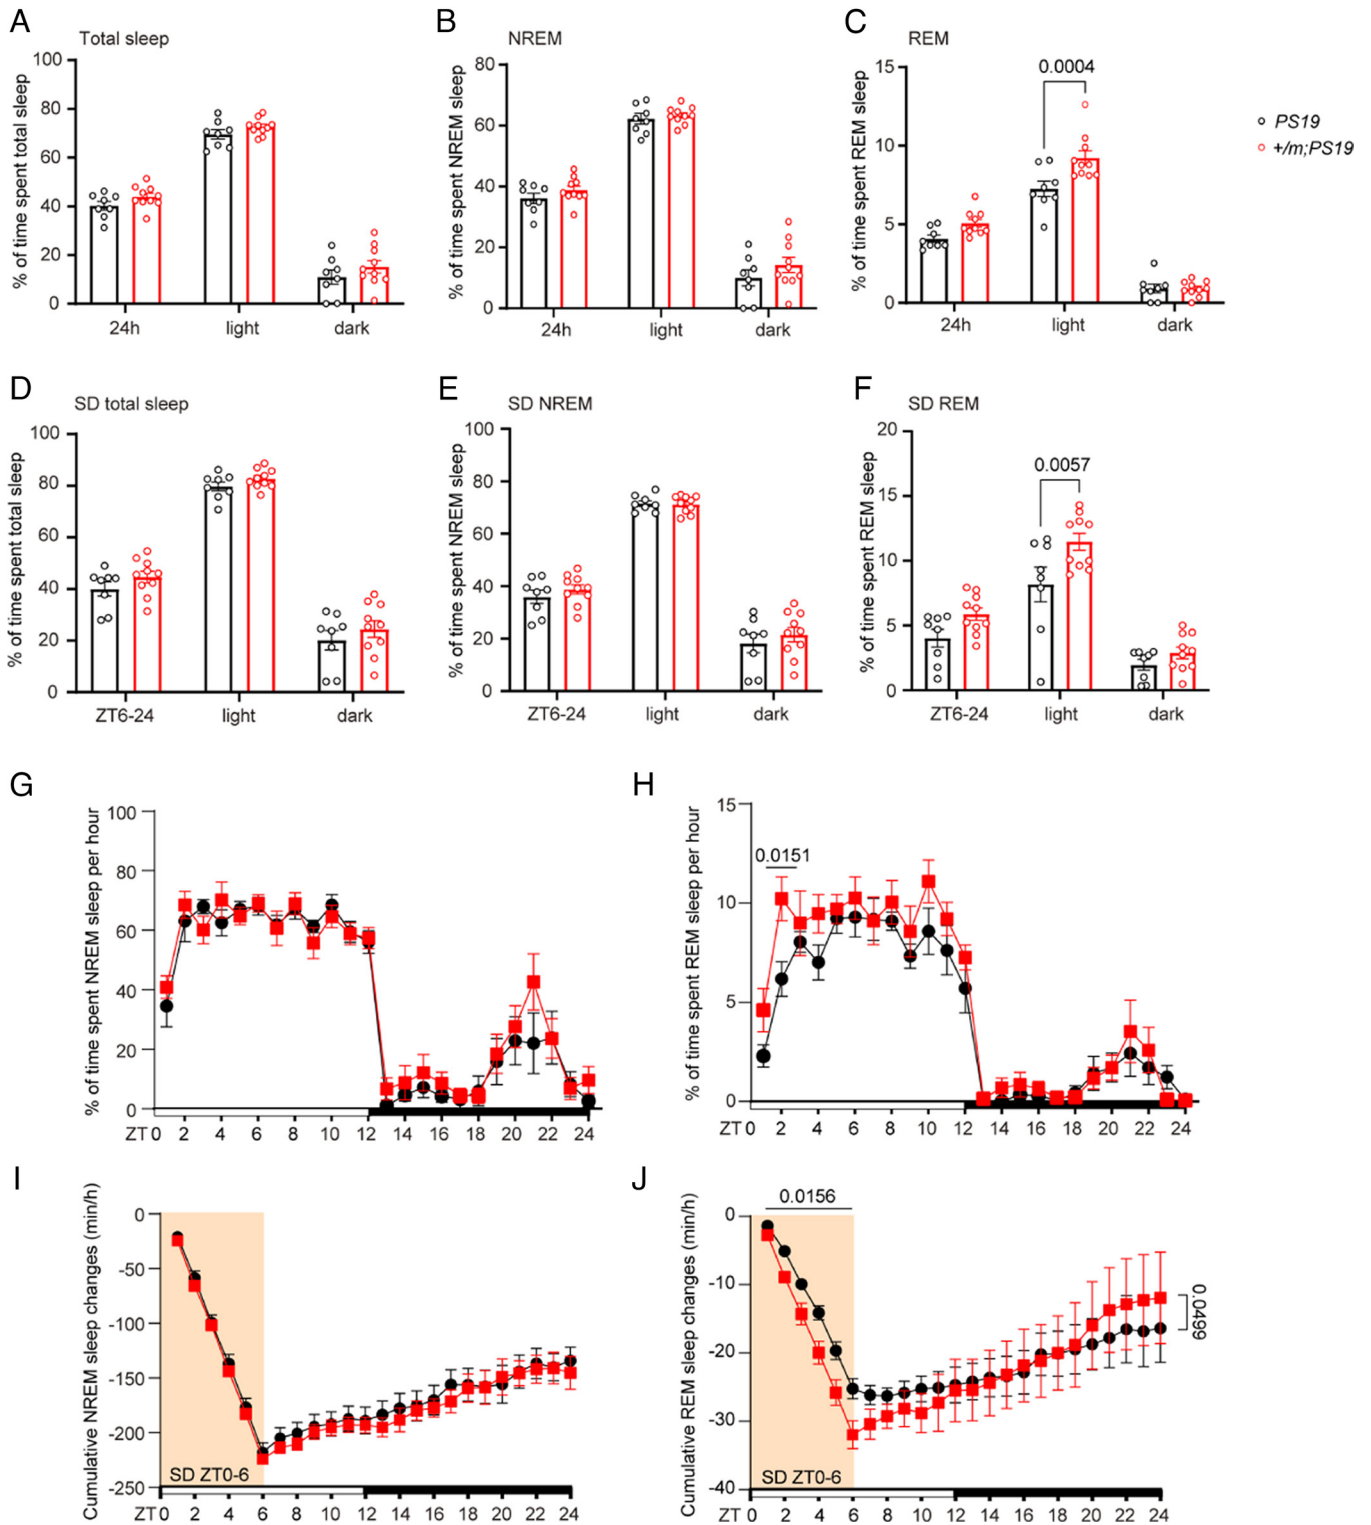 A
Total sleep
% of time spent total sleep
100
80
60
40
20
0
24h light dark
B
NREM
% of time spent NREM sleep
80
60
40
20
0
24h light dark
C
REM
% of time spent REM sleep
15
10
5
0
0.0004
24h light dark
PS19
+/m;PS19
D
SD total sleep
% of time spent total sleep
100
80
60
40
20
0
ZT6-24 light dark
E
SD NREM
% of time spent NREM sleep
100
80
60
40
20
0
ZT6-24 light dark
F
SD REM
% of time spent REM sleep
20
15
10
5
0
0.0057
ZT6-24 light dark
G
% of time spent NREM sleep per hour
100
80
60
40
20
0
ZT 0 2 4 6 8 10 12 14 16 18 20 22 24
H
% of time spent REM sleep per hour
15
10
5
0
0.0151
ZT 0 2 4 6 8 10 12 14 16 18 20 22 24
I
Cumulative NREM sleep changes (min/h)
0
-50
-100
-150
-200
-250
SD ZT0-6
ZT 0 2 4 6 8 10 12 14 16 18 20 22 24
J
Cumulative REM sleep changes (min/h)
0
-10
-20
-30
-40
0.0156
0.0499
SD ZT0-6
ZT 0 2 4 6 8 10 12 14 16 18 20 22 24